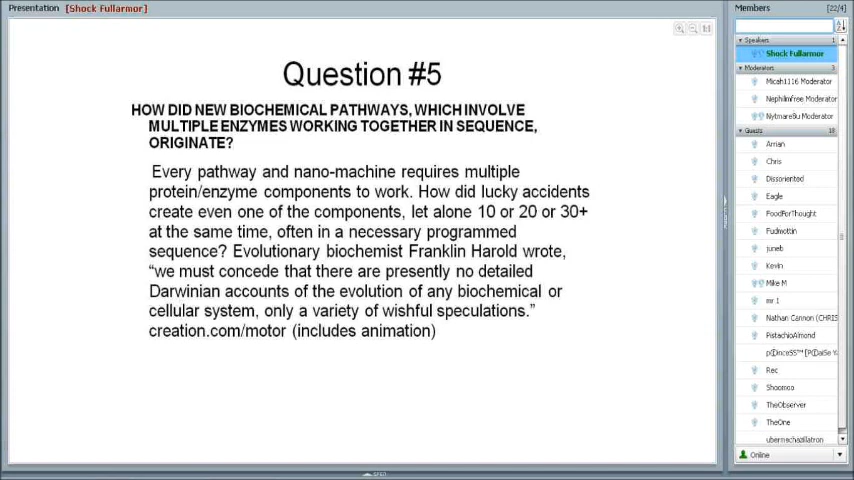 Presentation [Shock Fullarmor]
Question #5
HOW DID NEW BIOCHEMICAL PATHWAYS, WHICH INVOLVE
MULTIPLE ENZYMES WORKING TOGETHER IN SEQUENCE,
ORIGINATE?
Every pathway and nano-machine requires multiple
protein/enzyme components to work. How did lucky accidents
create even one of the components, let alone 10 or 20 or 30+
at the same time, often in a necessary programmed
sequence? Evolutionary biochemist Franklin Harold wrote,
“we must concede that there are presently no detailed
Darwinian accounts of the evolution of any biochemical or
cellular system, only a variety of wishful speculations.”
creation.com/motor (includes animation)
Members [22/4]
Speakers 1
Shock Fullarmor
Moderators 3
Micah1116 Moderator
Nephilimfree Moderator
Nytmare8u Moderator
Guests 18
Arrian
Chris
Dissoriented
Eagle
FoodForThought
Fudmottin
juneb
Kevin
Mike M
mr 1
Nathan Cannon (CHRIS
PistachioAlmond
Rec
Shoomoo
TheObserver
TheOne
Online